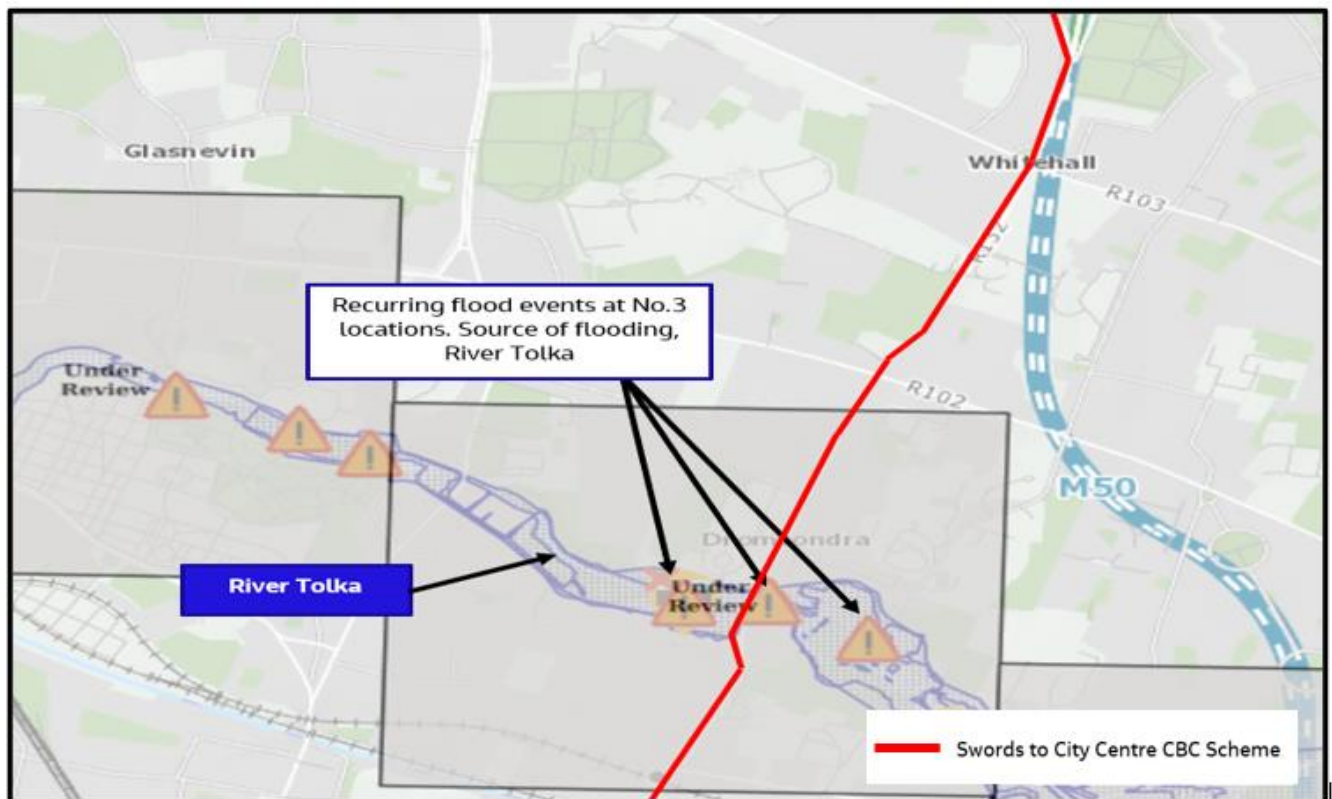 Glasnevin
Whitehall
R103
R132
Recurring flood events at No.3
locations. Source of flooding,
River Tolka
Under
Review
R102
M50
Drumcondra
River Tolka
Under
Review
Swords to City Centre CBC Scheme